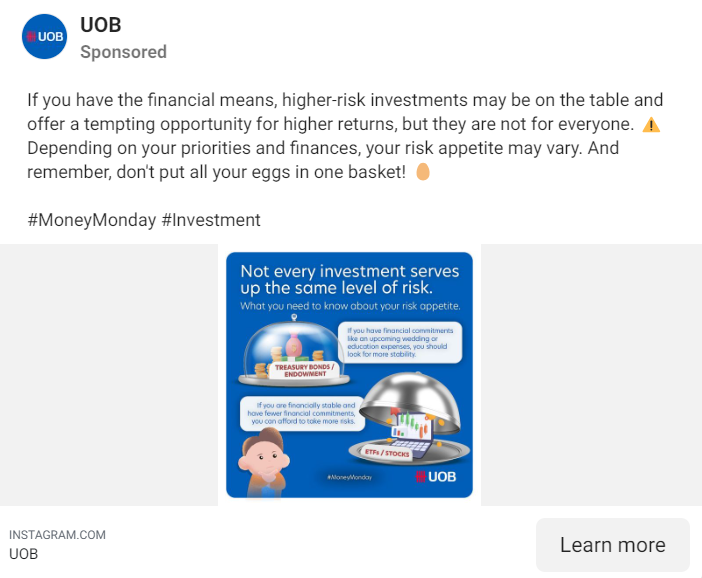 UOB
UOB
Sponsored
If you have the financial means, higher-risk investments may be on the table and
offer a tempting opportunity for higher returns, but they are not for everyone. ⚠️
Depending on your priorities and finances, your risk appetite may vary. And
remember, don't put all your eggs in one basket! 🥚
#MoneyMonday #Investment
Not every investment serves
up the same level of risk.
What you need to know about your risk appetite.
If you have financial commitments
like an upcoming wedding or
education expenses, you should
look for more stability.
TREASURY BONDS /
ENDOWMENT
If you are financially stable and
have fewer financial commitments,
you can afford to take more risks.
ETFs / STOCKS
#MoneyMonday
UOB
INSTAGRAM.COM
UOB
Learn more